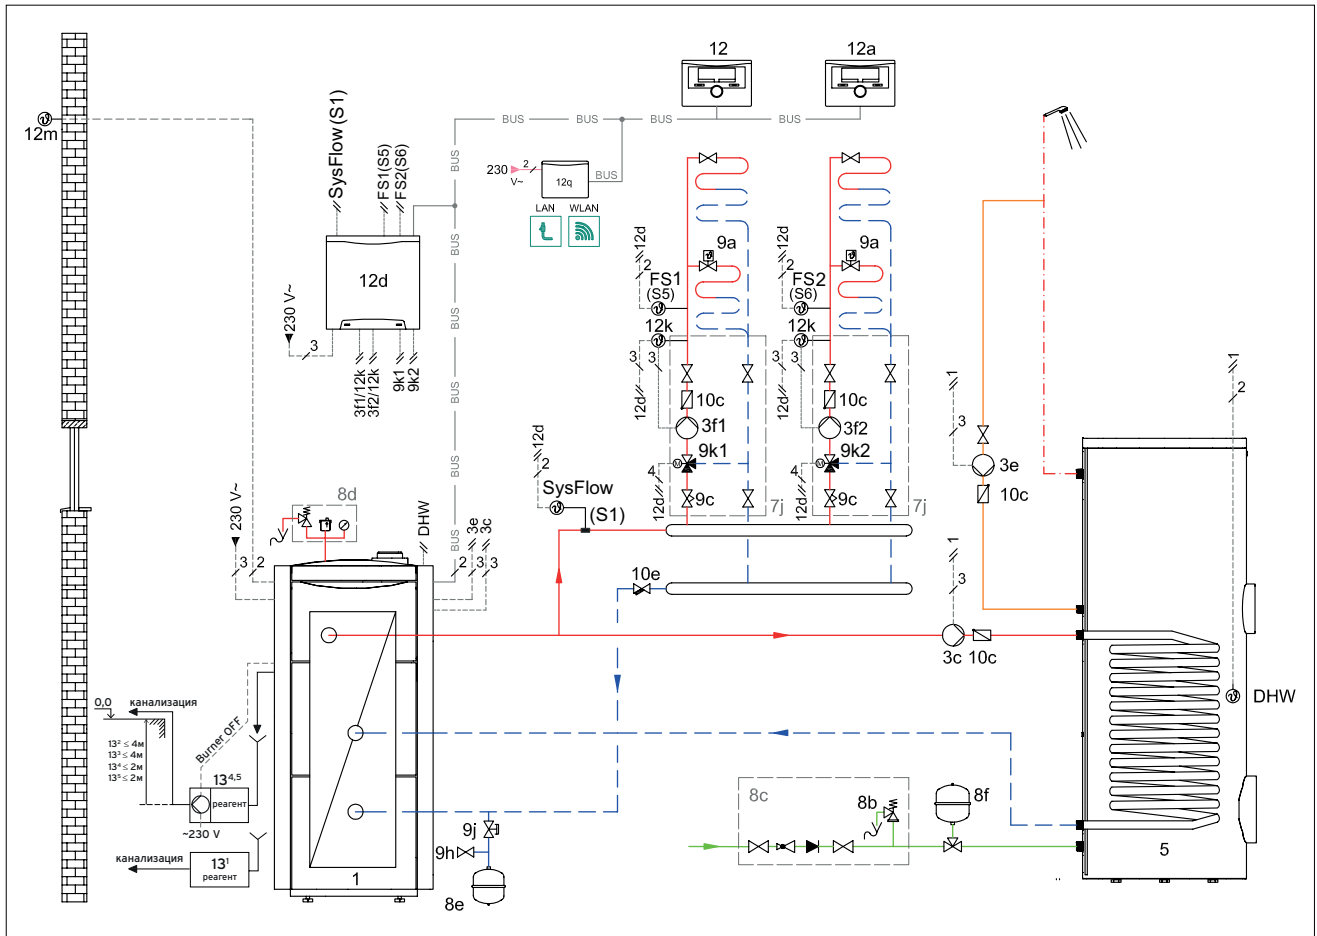 12
12a
12m
SysFlow (S1)
FS1(S5)
FS2(S6)
BUS
BUS
BUS
BUS
BUS
BUS
BUS
BUS
BUS
BUS
BUS
230
V~
2
12q
LAN
WLAN
12d
230 V~
3
3f1/12k
3f2/12k
9k1
9k2
12d
2
9a
FS1
(S5)
12k
3
3
12d
10c
3f1
9k1
M
4
12d
9c
7j
12d
2
9a
FS2
(S6)
12k
3
3
12d
10c
3f2
9k2
M
4
12d
9c
7j
12d
2
SysFlow
(S1)
10e
1
3
3e
10c
1
2
1
3
3c
10c
DHW
5
230 V~
3
2
8d
DHW
2
3
3
3e
3c
1
0,0
канализация
13² ≤ 4м
13³ ≤ 4м
13⁴ ≤ 2м
13⁵ ≤ 2м
Burner OFF
13⁴,⁵
реагент
~230 V
канализация
13¹
реагент
9j
9h
8e
8c
8b
8f